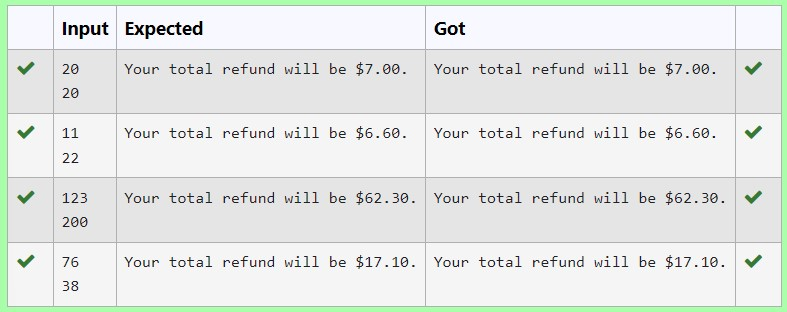 Input Expected Got
20 Your total refund will be $7.00. Your total refund will be $7.00.
20
11 Your total refund will be $6.60. Your total refund will be $6.60.
22
123 Your total refund will be $62.30. Your total refund will be $62.30.
200
76 Your total refund will be $17.10. Your total refund will be $17.10.
38